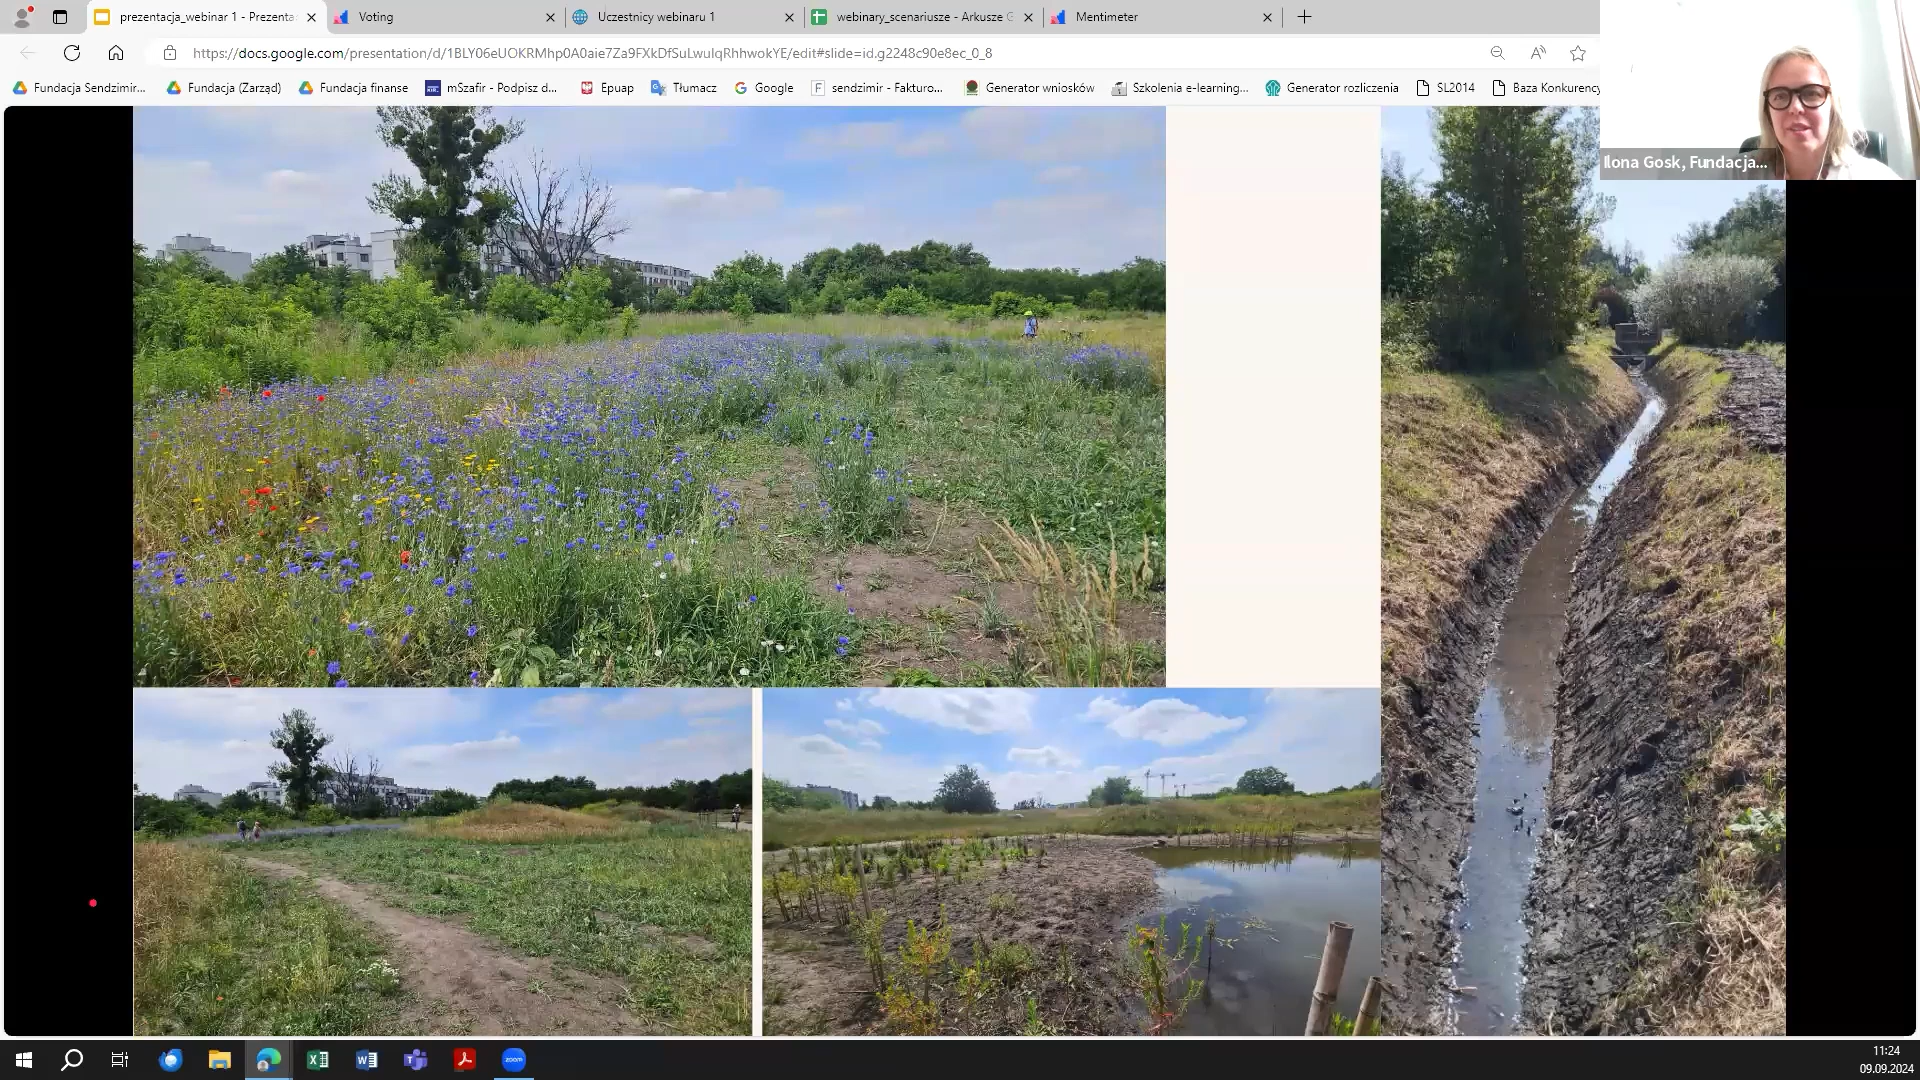 prezentacja_webinar 1 - Prezenta
Voting
Uczestnicy webinaru 1
webinary_scenariusze - Arkusze G
Mentimeter
https://docs.google.com/presentation/d/1BLY06eUOKRMhp0A0aie7Za9FXkDfSuLwulqRhhwokYE/edit#slide=id.g2248c90e8ec_0_8
Fundacja Sendzimir...
Fundacja (Zarząd)
Fundacja finanse
mSzafir - Podpisz d...
Epuap
Tłumacz
Google
sendzimir - Fakturo...
Generator wniosków
Szkolenia e-learning...
Generator rozliczenia
SL2014
Baza Konkurency
Ilona Gosk, Fundacja...
zoom
11:24
09.09.2024